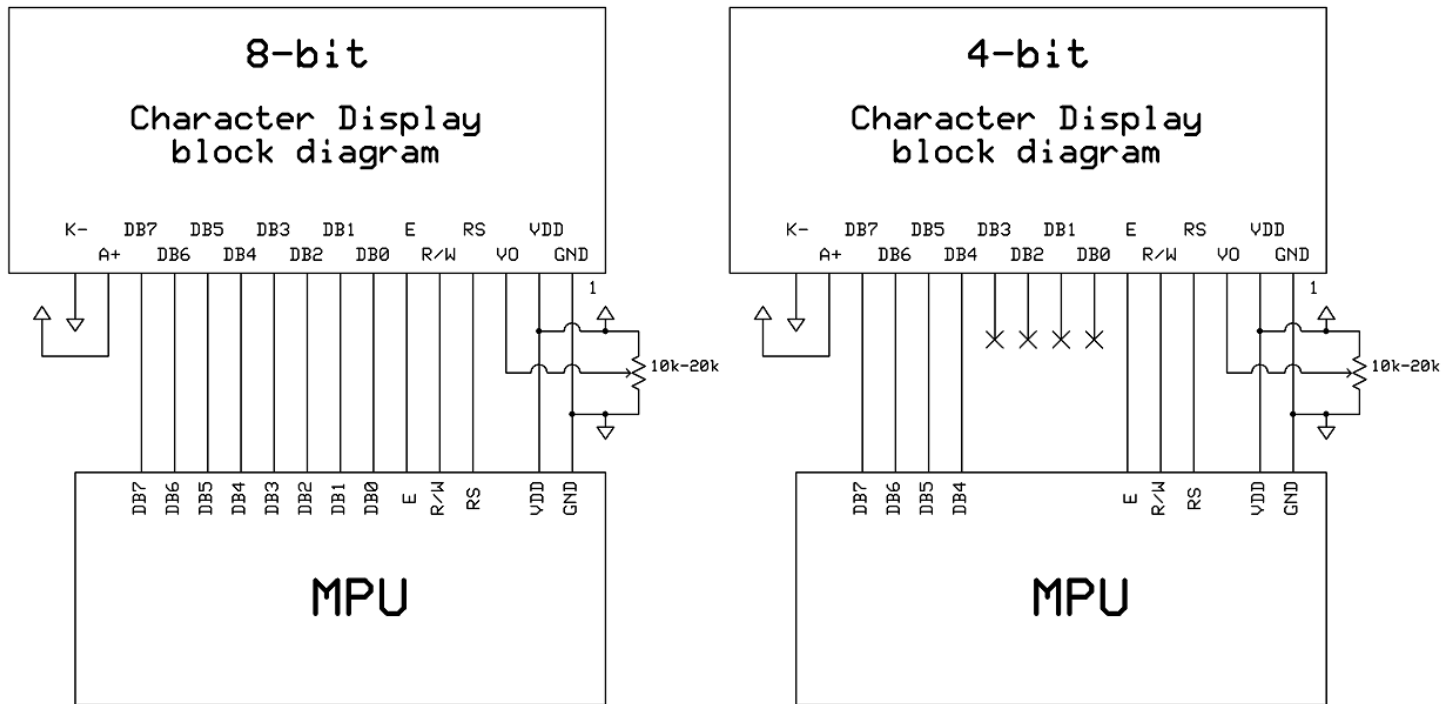 8-bit
Character Display
block diagram
K- DB7 DB5 DB3 DB1 E RS VDD
A+ DB6 DB4 DB2 DB0 R/W VO GND
1
10k-20k
DB7 DB6 DB5 DB4 DB3 DB2 DB1 DB0 E R/W RS VDD GND
MPU
4-bit
Character Display
block diagram
K- DB7 DB5 DB3 DB1 E RS VDD
A+ DB6 DB4 DB2 DB0 R/W VO GND
1
10k-20k
DB7 DB6 DB5 DB4 E R/W RS VDD GND
MPU